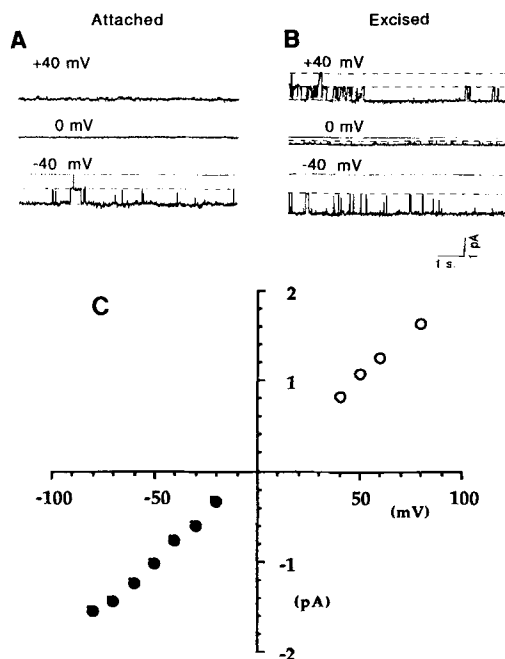 Attached
Excised
A
B
+40 mV
+40 mV
0 mV
0 mV
-40 mV
-40 mV
1 s.
1 pA
C
2
1
-100
-50
50
100
(mV)
-1
(pA)
-2